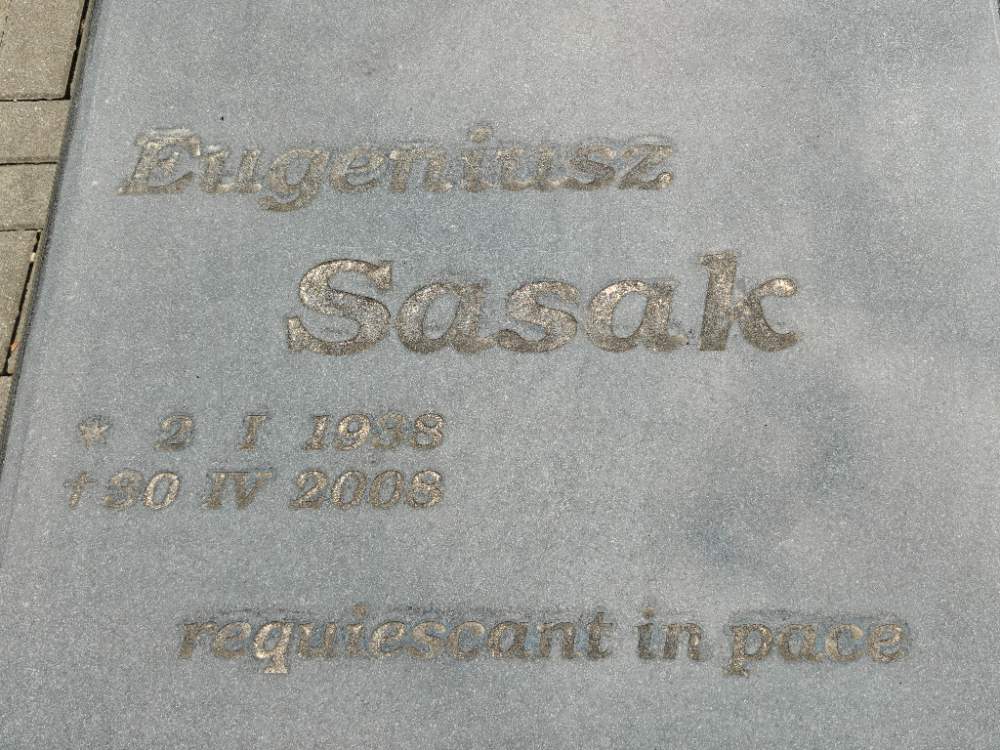 Eugeniusz
Sasak
* 2 I 1938
† 30 IV 2008
requiescant in pace